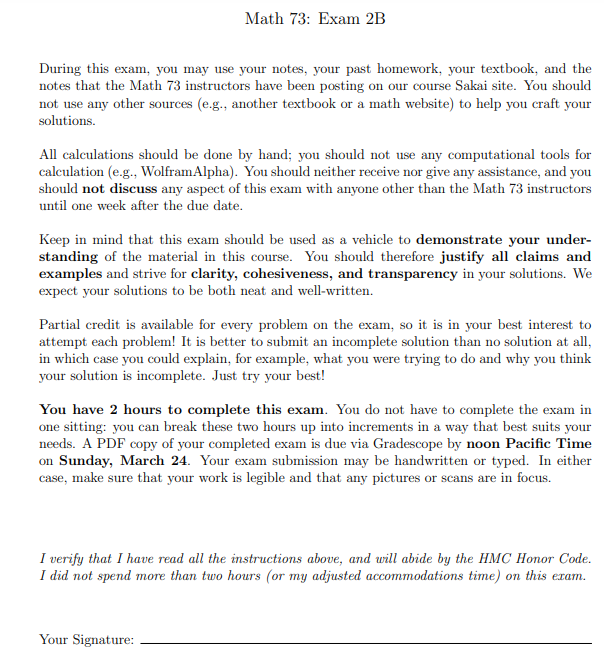 Math 73: Exam 2B
During this exam, you may use your notes, your past homework, your textbook, and the
notes that the Math 73 instructors have been posting on our course Sakai site. You should
not use any other sources (e.g., another textbook or a math website) to help you craft your
solutions.
All calculations should be done by hand; you should not use any computational tools for
calculation (e.g., WolframAlpha). You should neither receive nor give any assistance, and you
should not discuss any aspect of this exam with anyone other than the Math 73 instructors
until one week after the due date.
Keep in mind that this exam should be used as a vehicle to demonstrate your under-
standing of the material in this course. You should therefore justify all claims and
examples and strive for clarity, cohesiveness, and transparency in your solutions. We
expect your solutions to be both neat and well-written.
Partial credit is available for every problem on the exam, so it is in your best interest to
attempt each problem! It is better to submit an incomplete solution than no solution at all,
in which case you could explain, for example, what you were trying to do and why you think
your solution is incomplete. Just try your best!
You have 2 hours to complete this exam. You do not have to complete the exam in
one sitting: you can break these two hours up into increments in a way that best suits your
needs. A PDF copy of your completed exam is due via Gradescope by noon Pacific Time
on Sunday, March 24. Your exam submission may be handwritten or typed. In either
case, make sure that your work is legible and that any pictures or scans are in focus.
I verify that I have read all the instructions above, and will abide by the HMC Honor Code.
I did not spend more than two hours (or my adjusted accommodations time) on this exam.
Your Signature: